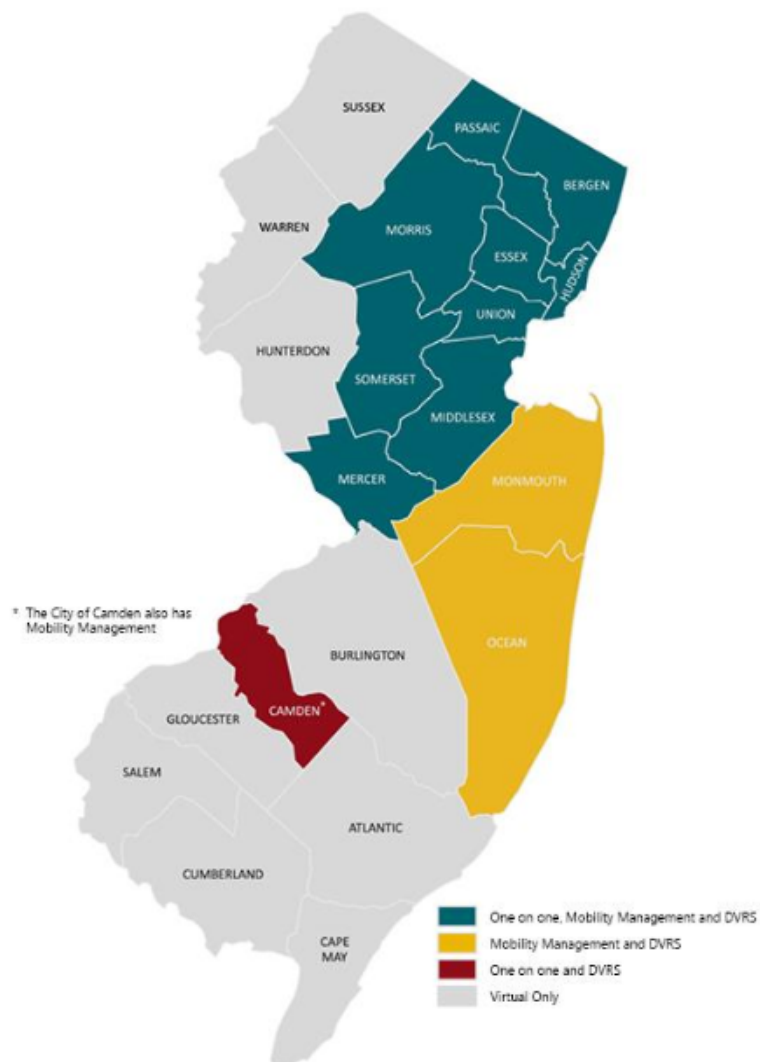 SUSSEX
PASSAIC
BERGEN
WARREN
MORRIS
ESSEX
HUDSON
UNION
HUNTERDON
SOMERSET
MIDDLESEX
MERCER
MONMOUTH
* The City of Camden also has
Mobility Management
OCEAN
BURLINGTON
CAMDEN*
GLOUCESTER
SALEM
ATLANTIC
CUMBERLAND
CAPE
MAY
One on one, Mobility Management and DVRS
Mobility Management and DVRS
One on one and DVRS
Virtual Only